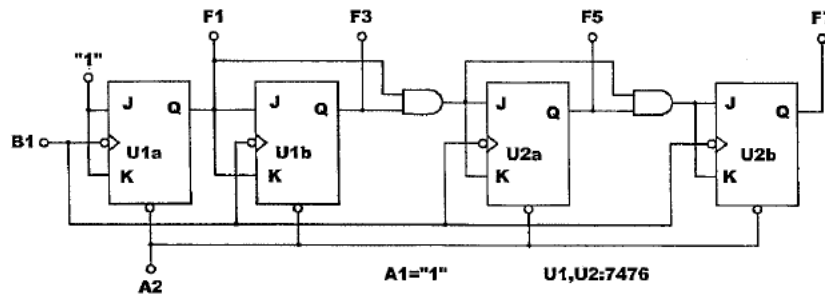 F1 F3 F5 F7
"1"
J Q J Q J Q J Q
B1 U1a U1b U2a U2b
K K K K
A2 A1="1" U1,U2:7476